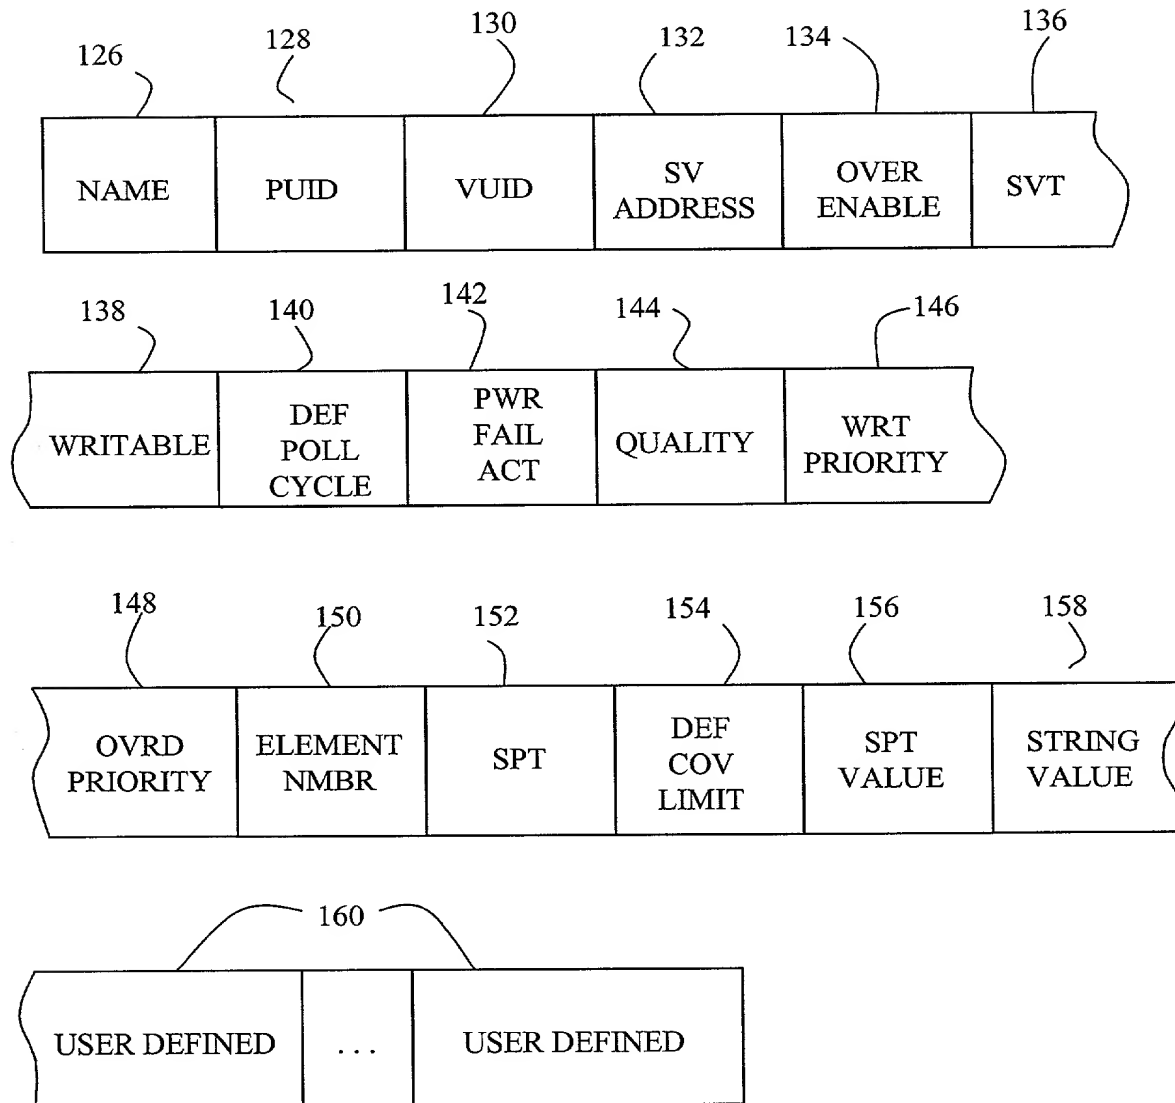 126 128 130 132 134 136
NAME PUID VUID SV ADDRESS OVER ENABLE SVT
138 140 142 144 146
WRITABLE DEF POLL CYCLE PWR FAIL ACT QUALITY WRT PRIORITY
148 150 152 154 156 158
OVRD PRIORITY ELEMENT NMBR SPT DEF COV LIMIT SPT VALUE STRING VALUE
160
USER DEFINED ... USER DEFINED